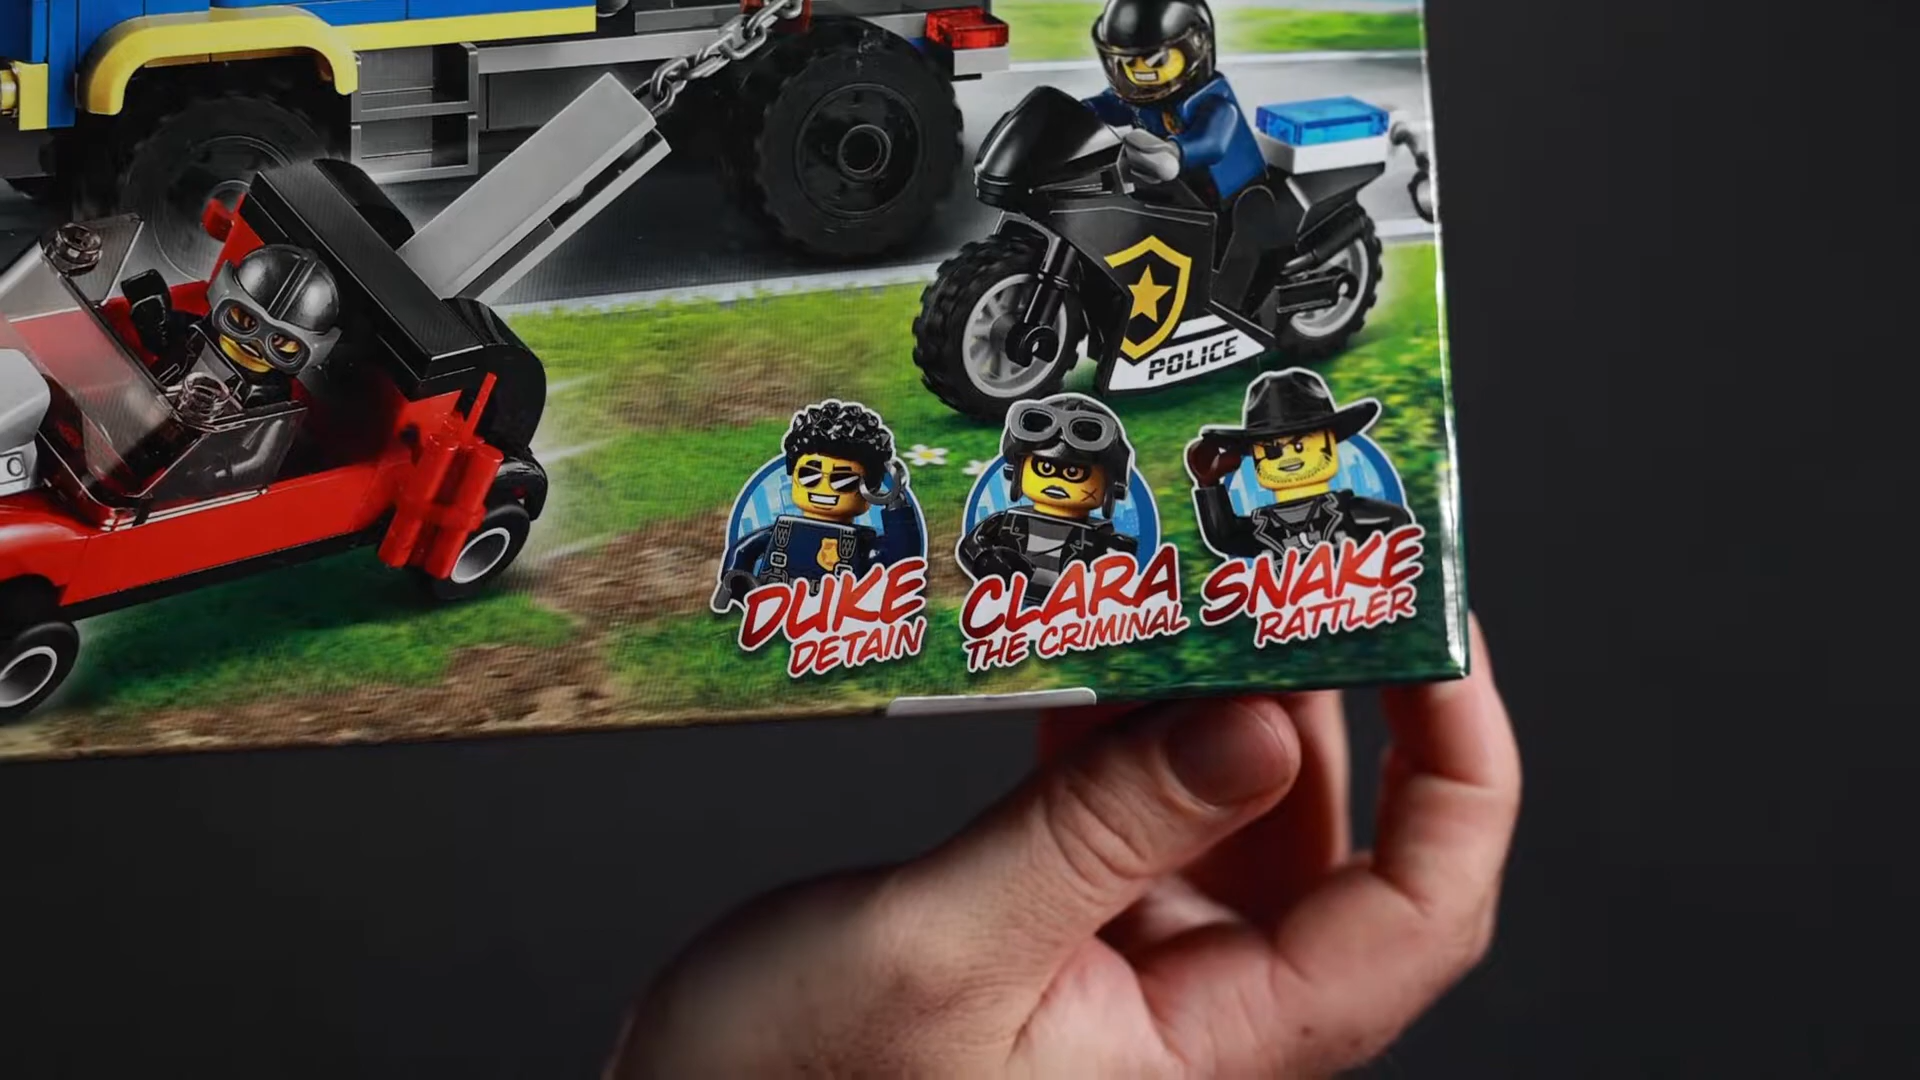 POLICE
DUKE
DETAIN
CLARA
THE CRIMINAL
SNAKE
RATTLER